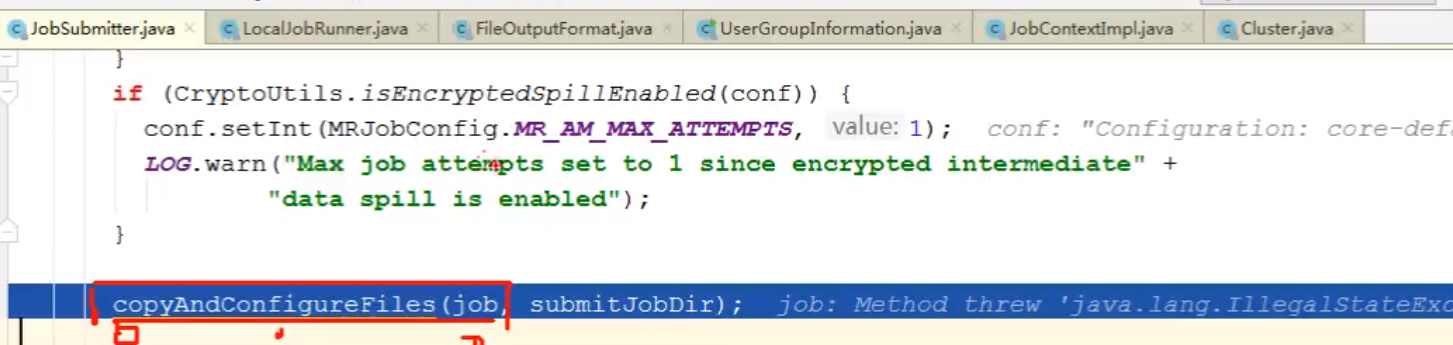 JobSubmitter.java LocalJobRunner.java FileOutputFormat.java UserGroupInformation.java JobContextImpl.java Cluster.java
}
if (CryptoUtils.isEncryptedSpillEnabled(conf)) {
conf.setInt(MRJobConfig.MR_AM_MAX_ATTEMPTS, value: 1); conf: "Configuration: core-defa
LOG.warn("Max job attempts set to 1 since encrypted intermediate" +
"data spill is enabled");
}
copyAndConfigureFiles(job, submitJobDir); job: Method threw 'java.lang.IllegalStateExc